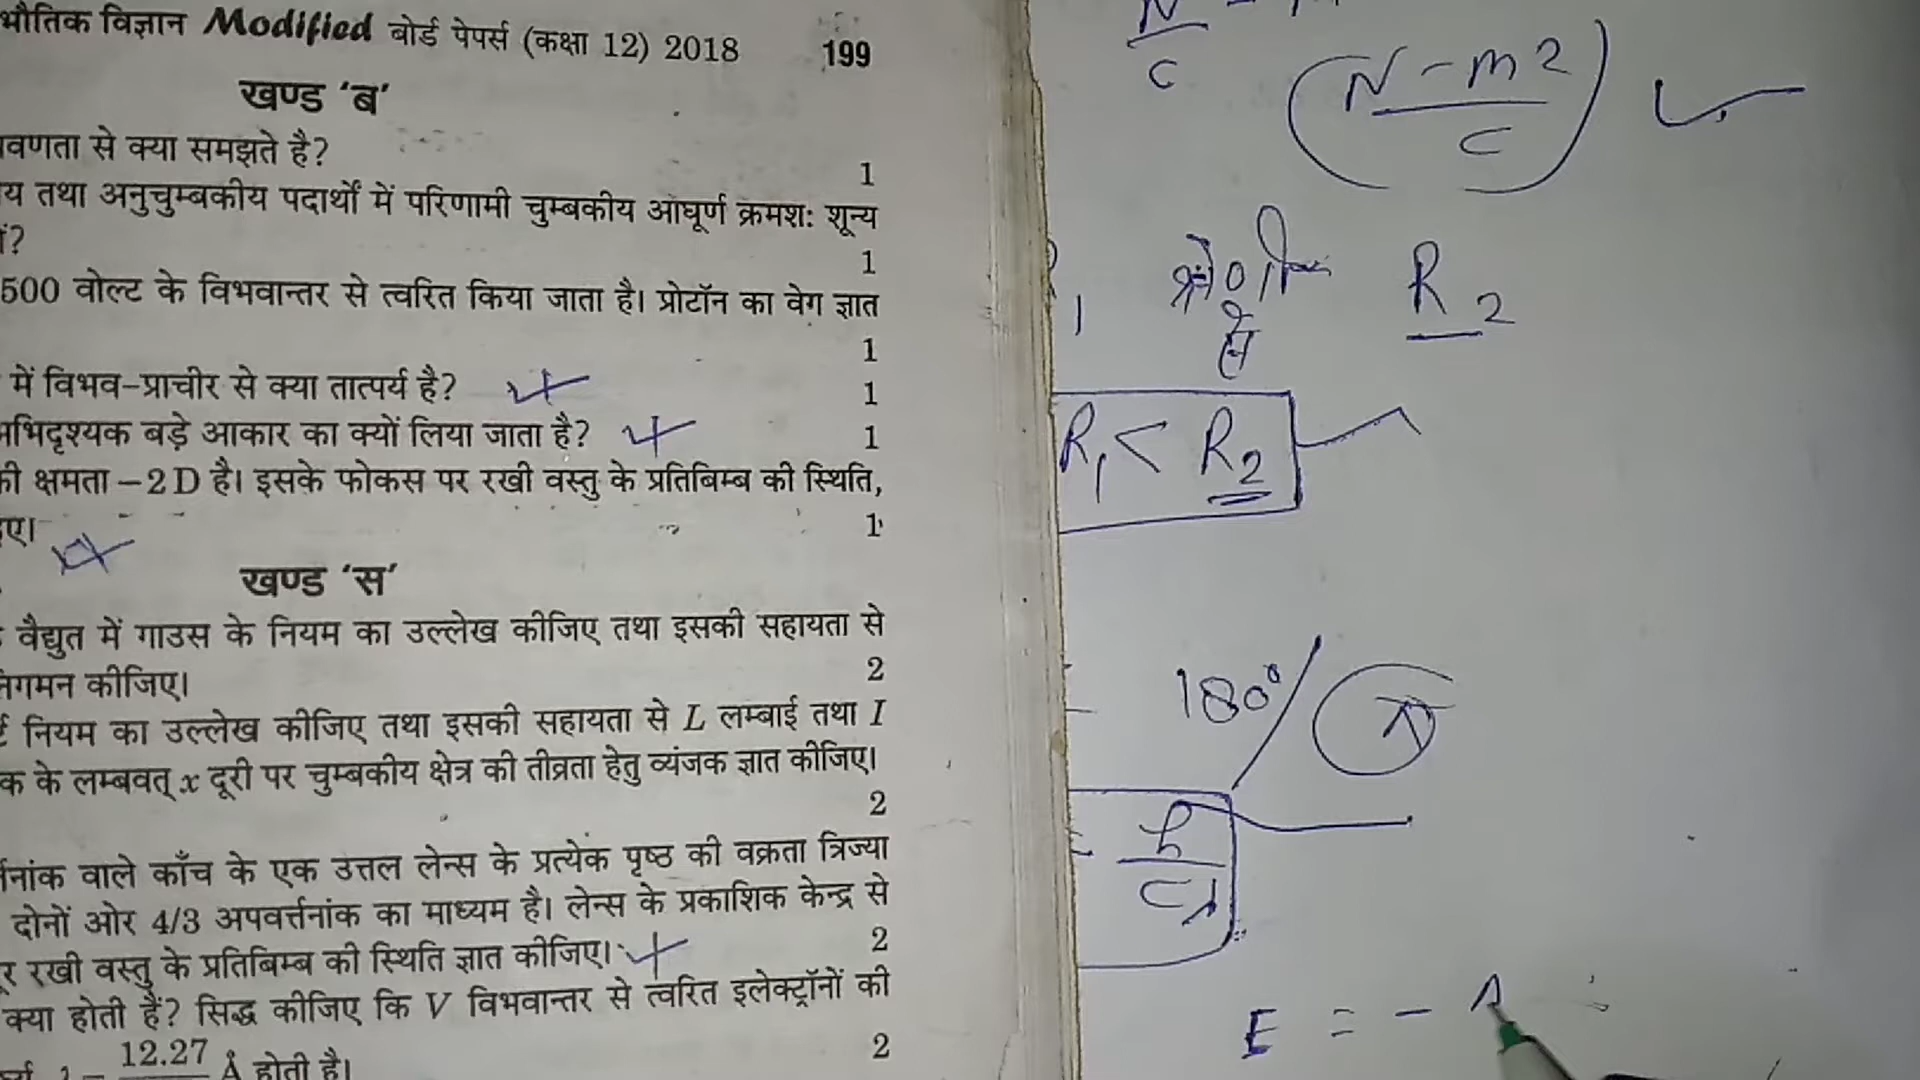 भौतिक विज्ञान Modified बोर्ड पेपर्स (कक्षा 12) 2018 199
खण्ड 'ब'
से क्या समझते है?
1
तथा अनुचुम्बकीय पदार्थों में परिणामी चुम्बकीय आघूर्ण क्रमश: शून्य
1
500 वोल्ट के विभवान्तर से त्वरित किया जाता है। प्रोटॉन का वेग ज्ञात
1
में विभव-प्राचीर से क्या तात्पर्य है? 1
बड़े आकार का क्यों लिया जाता है? 1
की क्षमता – 2 D है। इसके फोकस पर रखी वस्तु के प्रतिबिम्ब की स्थिति,
1
खण्ड 'स'
वैद्युत में गाउस के नियम का उल्लेख कीजिए तथा इसकी सहायता से
कीजिए। 2
नियम का उल्लेख कीजिए तथा इसकी सहायता से L लम्बाई तथा I
के लम्बवत् x दूरी पर चुम्बकीय क्षेत्र की तीव्रता हेतु व्यंजक ज्ञात कीजिए।
2
वाले काँच के एक उत्तल लेन्स के प्रत्येक पृष्ठ की वक्रता त्रिज्या
दोनों ओर 4/3 अपवर्त्तनांक का माध्यम है। लेन्स के प्रकाशिक केन्द्र से
रखी वस्तु के प्रतिबिम्ब की स्थिति ज्ञात कीजिए। 2
क्या होती हैं? सिद्ध कीजिए कि V विभवान्तर से त्वरित इलेक्ट्रॉनों की
12.27 2
Å होती है।
N
C
(N-m2
C)
R2
R1 < R2
180° / π
h
E = -